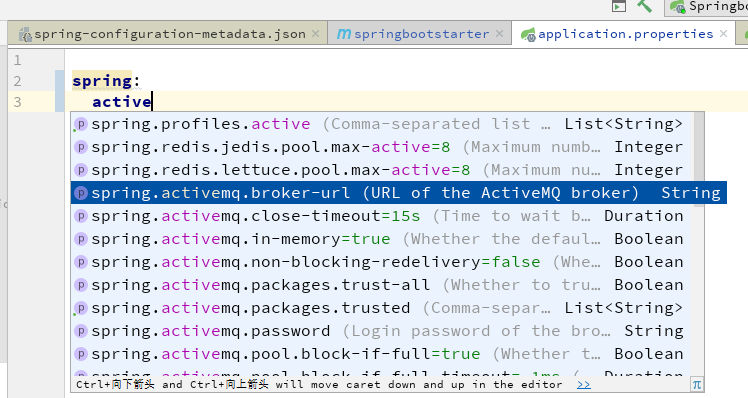 Springbo
spring-configuration-metadata.json × springbootstarter × application.properties ×
1
2 spring:
3 active
p spring.profiles.active (Comma-separated list … List<String>
p spring.redis.jedis.pool.max-active=8 (Maximum numb… Integer
p spring.redis.lettuce.pool.max-active=8 (Maximum nu… Integer
p spring.activemq.broker-url (URL of the ActiveMQ broker) String
p spring.activemq.close-timeout=15s (Time to wait b… Duration
p spring.activemq.in-memory=true (Whether the defaul… Boolean
p spring.activemq.non-blocking-redelivery=false (Whe… Boolean
p spring.activemq.packages.trust-all (Whether to tru… Boolean
p spring.activemq.packages.trusted (Comma-separ… List<String>
p spring.activemq.password (Login password of the bro… String
p spring.activemq.pool.block-if-full=true (Whether t… Boolean
Ctrl+向下箭头 and Ctrl+向上箭头 will move caret down and up in the editor >> π